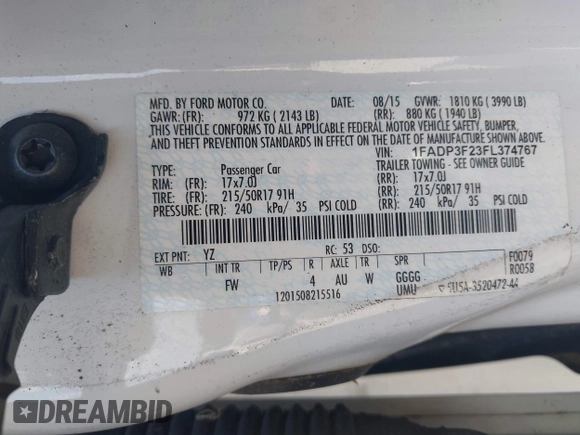 MFD. BY FORD MOTOR CO. DATE: 08/15 GVWR: 1810 KG ( 3990 LB)
GAWR:(FR): 972 KG ( 2143 LB) (RR): 880 KG ( 1940 LB)
THIS VEHICLE CONFORMS TO ALL APPLICABLE FEDERAL MOTOR VEHICLE SAFETY, BUMPER,
AND THEFT PREVENTION STANDARDS IN EFFECT ON THE DATE OF MANUFACTURE SHOWN ABOVE.
VIN: 1FADP3F23FL374767
TYPE: Passenger Car TRAILER TOWING - SEE OWNER GUIDE
RIM: (FR) 17x7.0J (RR) 17x7.0J
TIRE: (FR) 215/50R17 91H (RR) 215/50R17 91H
PRESSURE: (FR) 240 kPa/ 35 PSI COLD (RR) 240 kPa/ 35 PSI COLD
EXT PNT: YZ RC: 53 DSO: F0079
WB INT TR TP/PS R AXLE TR SPR R0058
FW 4 AU W GGGG
1201508215516 UMU 5U5A-3520472-AA
DREAMBID